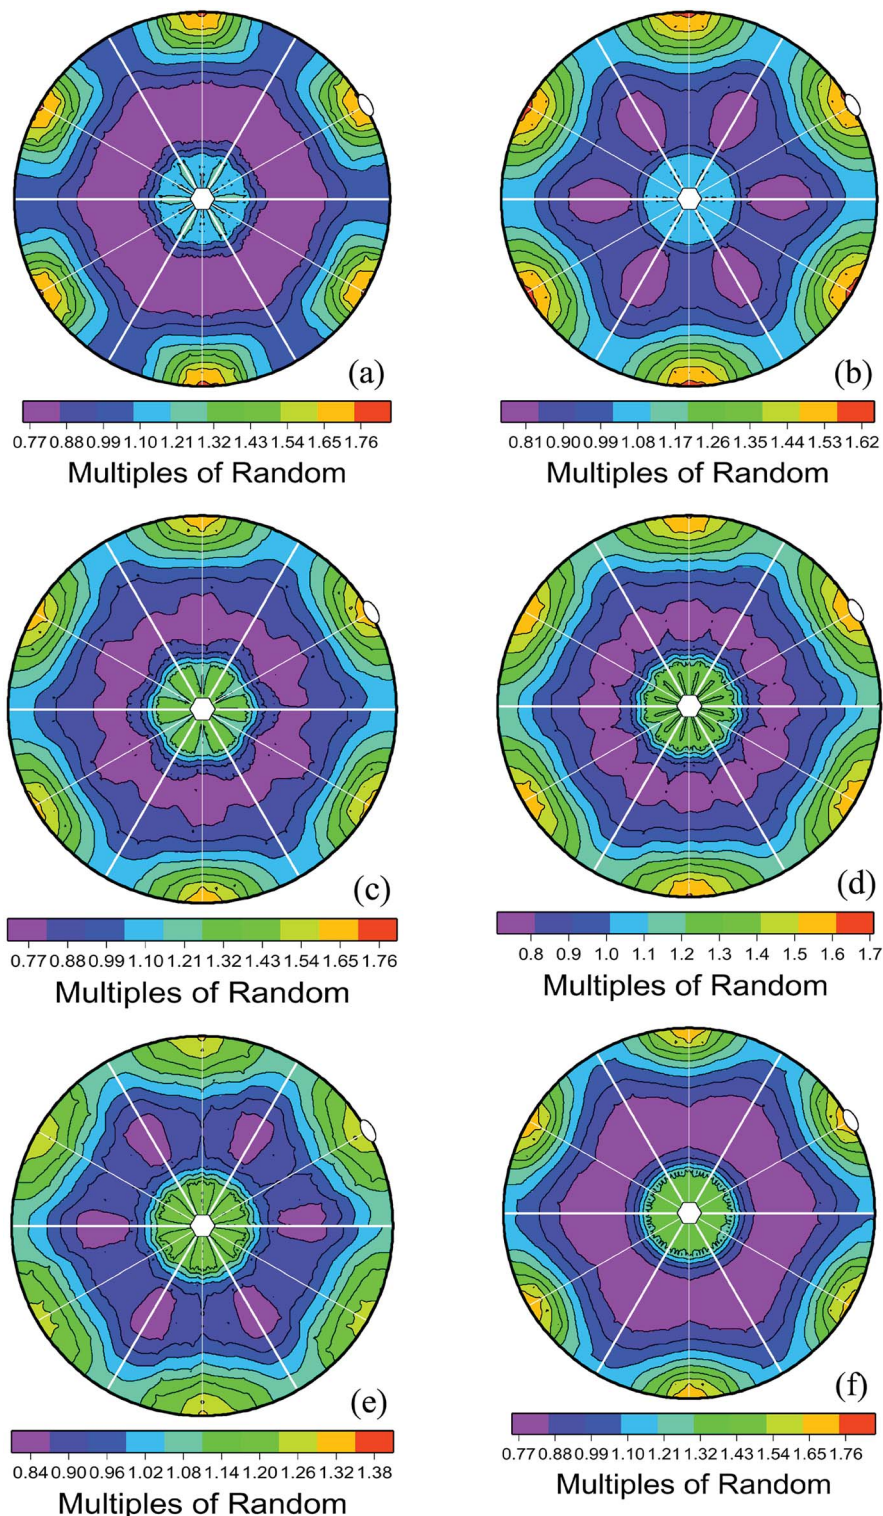 (a)
(b)
0.77 0.88 0.99 1.10 1.21 1.32 1.43 1.54 1.65 1.76
0.81 0.90 0.99 1.08 1.17 1.26 1.35 1.44 1.53 1.62
Multiples of Random
Multiples of Random
(c)
(d)
0.77 0.88 0.99 1.10 1.21 1.32 1.43 1.54 1.65 1.76
0.8 0.9 1.0 1.1 1.2 1.3 1.4 1.5 1.6 1.7
Multiples of Random
Multiples of Random
(e)
(f)
0.84 0.90 0.96 1.02 1.08 1.14 1.20 1.26 1.32 1.38
0.77 0.88 0.99 1.10 1.21 1.32 1.43 1.54 1.65 1.76
Multiples of Random
Multiples of Random